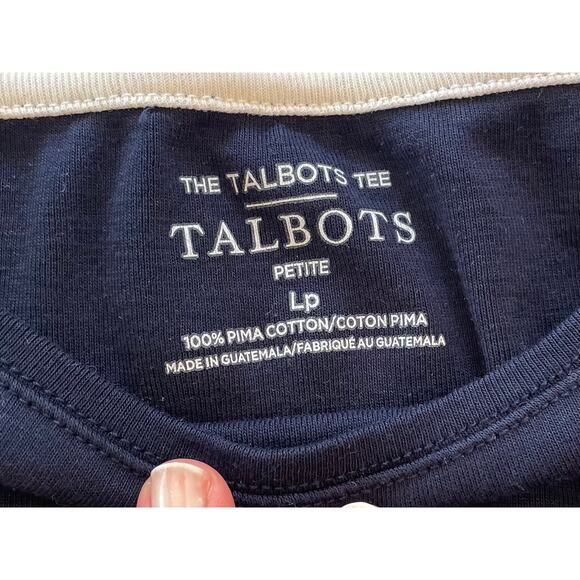 THE TALBOTS TEE
TALBOTS
PETITE
Lp
100% PIMA COTTON/COTON PIMA
MADE IN GUATEMALA/FABRIQUÉ AU GUATEMALA